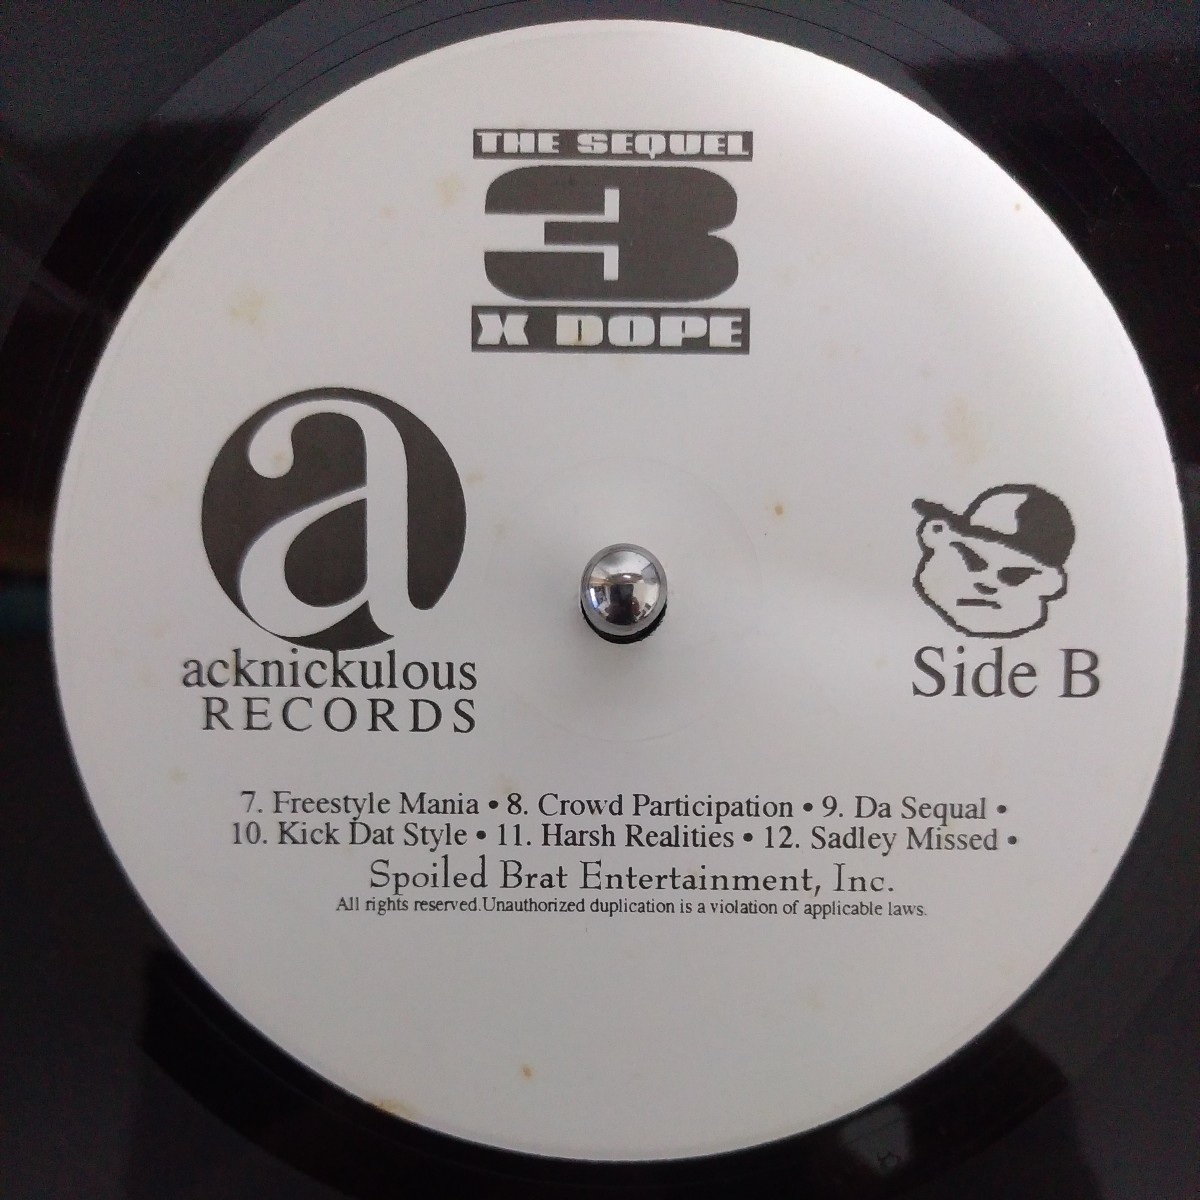 THE SEQUEL
3
X DOPE
a
acknickulous
RECORDS
Side B
7. Freestyle Mania • 8. Crowd Participation • 9. Da Sequal •
10. Kick Dat Style • 11. Harsh Realities • 12. Sadley Missed •
Spoiled Brat Entertainment, Inc.
All rights reserved.Unauthorized duplication is a violation of applicable laws.